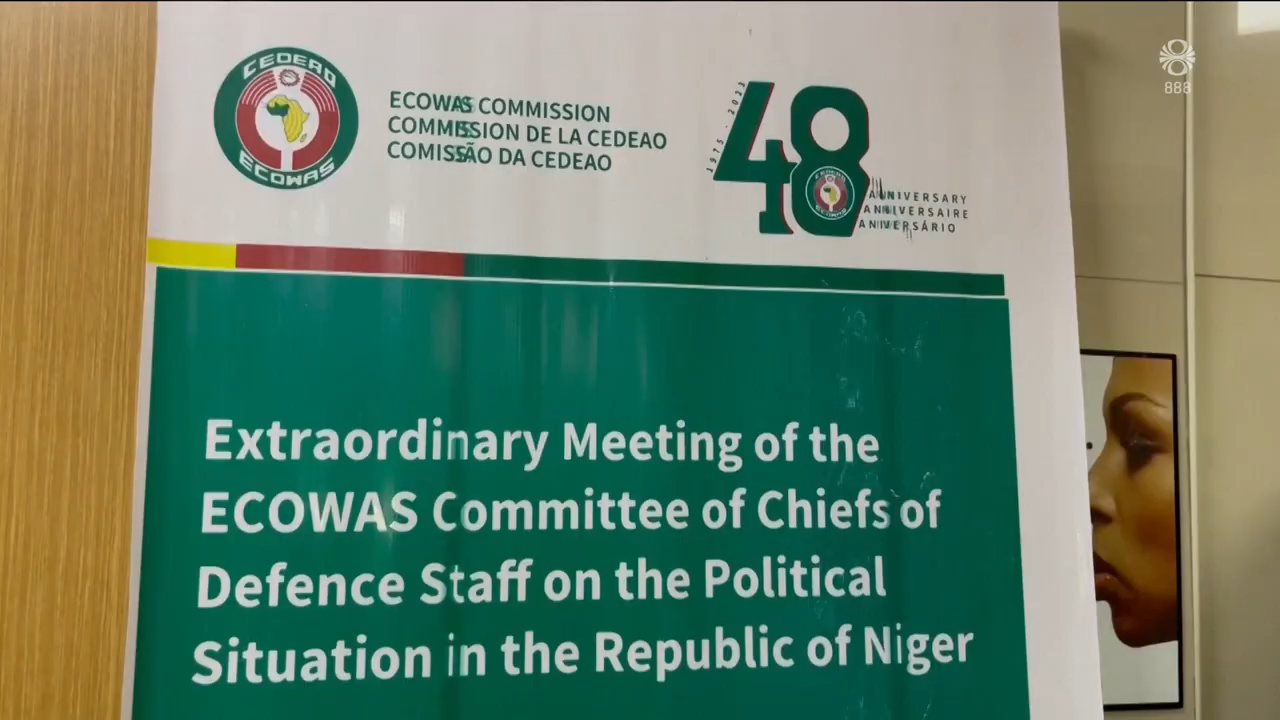 CEDEAO
ECOWAS
ECOWAS COMMISSION
COMMISSION DE LA CEDEAO
COMISSÃO DA CEDEAO
1975 - 2023
48
ANNIVERSARY
ANNIVERSAIRE
ANIVERSÁRIO
888
Extraordinary Meeting of the
ECOWAS Committee of Chiefs of
Defence Staff on the Political
Situation in the Republic of Niger